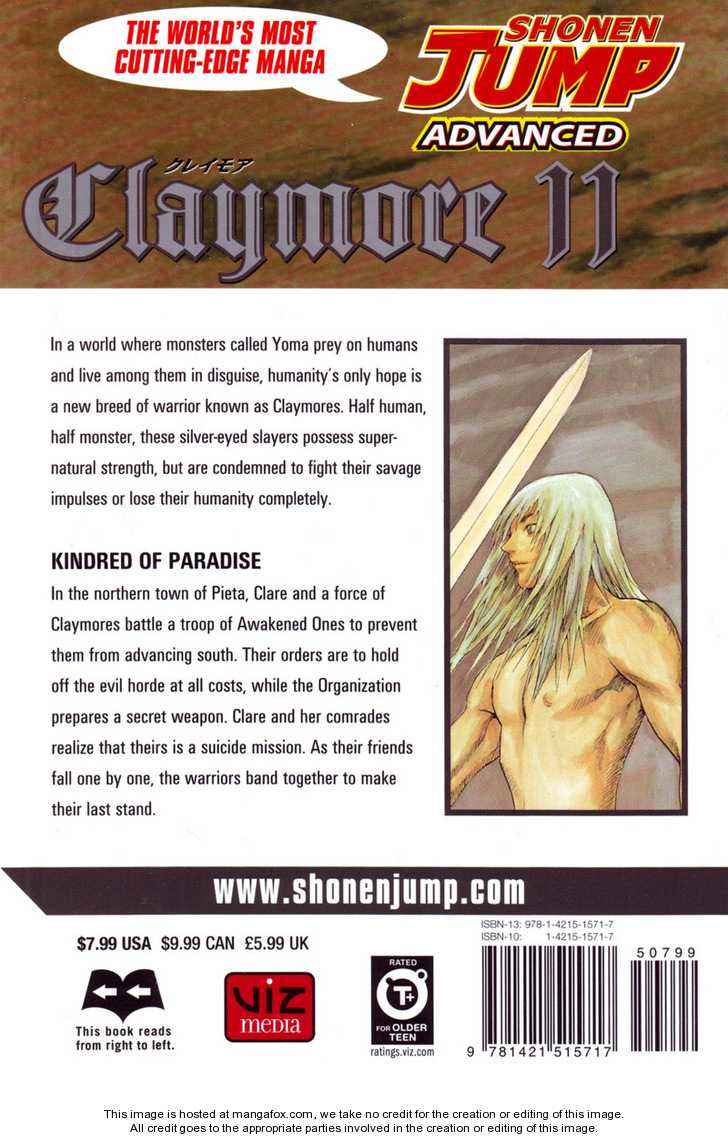 THE WORLD'S MOST
CUTTING-EDGE MANGA
SHONEN
JUMP
ADVANCED
クレイモア
Claymore 11
In a world where monsters called Yoma prey on humans
and live among them in disguise, humanity's only hope is
a new breed of warrior known as Claymores. Half human,
half monster, these silver-eyed slayers possess super-
natural strength, but are condemned to fight their savage
impulses or lose their humanity completely.
KINDRED OF PARADISE
In the northern town of Pieta, Clare and a force of
Claymores battle a troop of Awakened Ones to prevent
them from advancing south. Their orders are to hold
off the evil horde at all costs, while the Organization
prepares a secret weapon. Clare and her comrades
realize that theirs is a suicide mission. As their friends
fall one by one, the warriors band together to make
their last stand.
www.shonenjump.com
$7.99 USA $9.99 CAN £5.99 UK
This book reads
from right to left.
VIZ
MEDIA
RATED
T+
FOR OLDER
TEEN
ratings.viz.com
ISBN-13: 978-1-4215-1571-7
ISBN-10: 1-4215-1571-7
50799
9 781421 515717
This image is hosted at mangafox.com, we take no credit for the creation or editing of this image.
All credit goes to the appropriate parties involved in the creation or editing of this image.